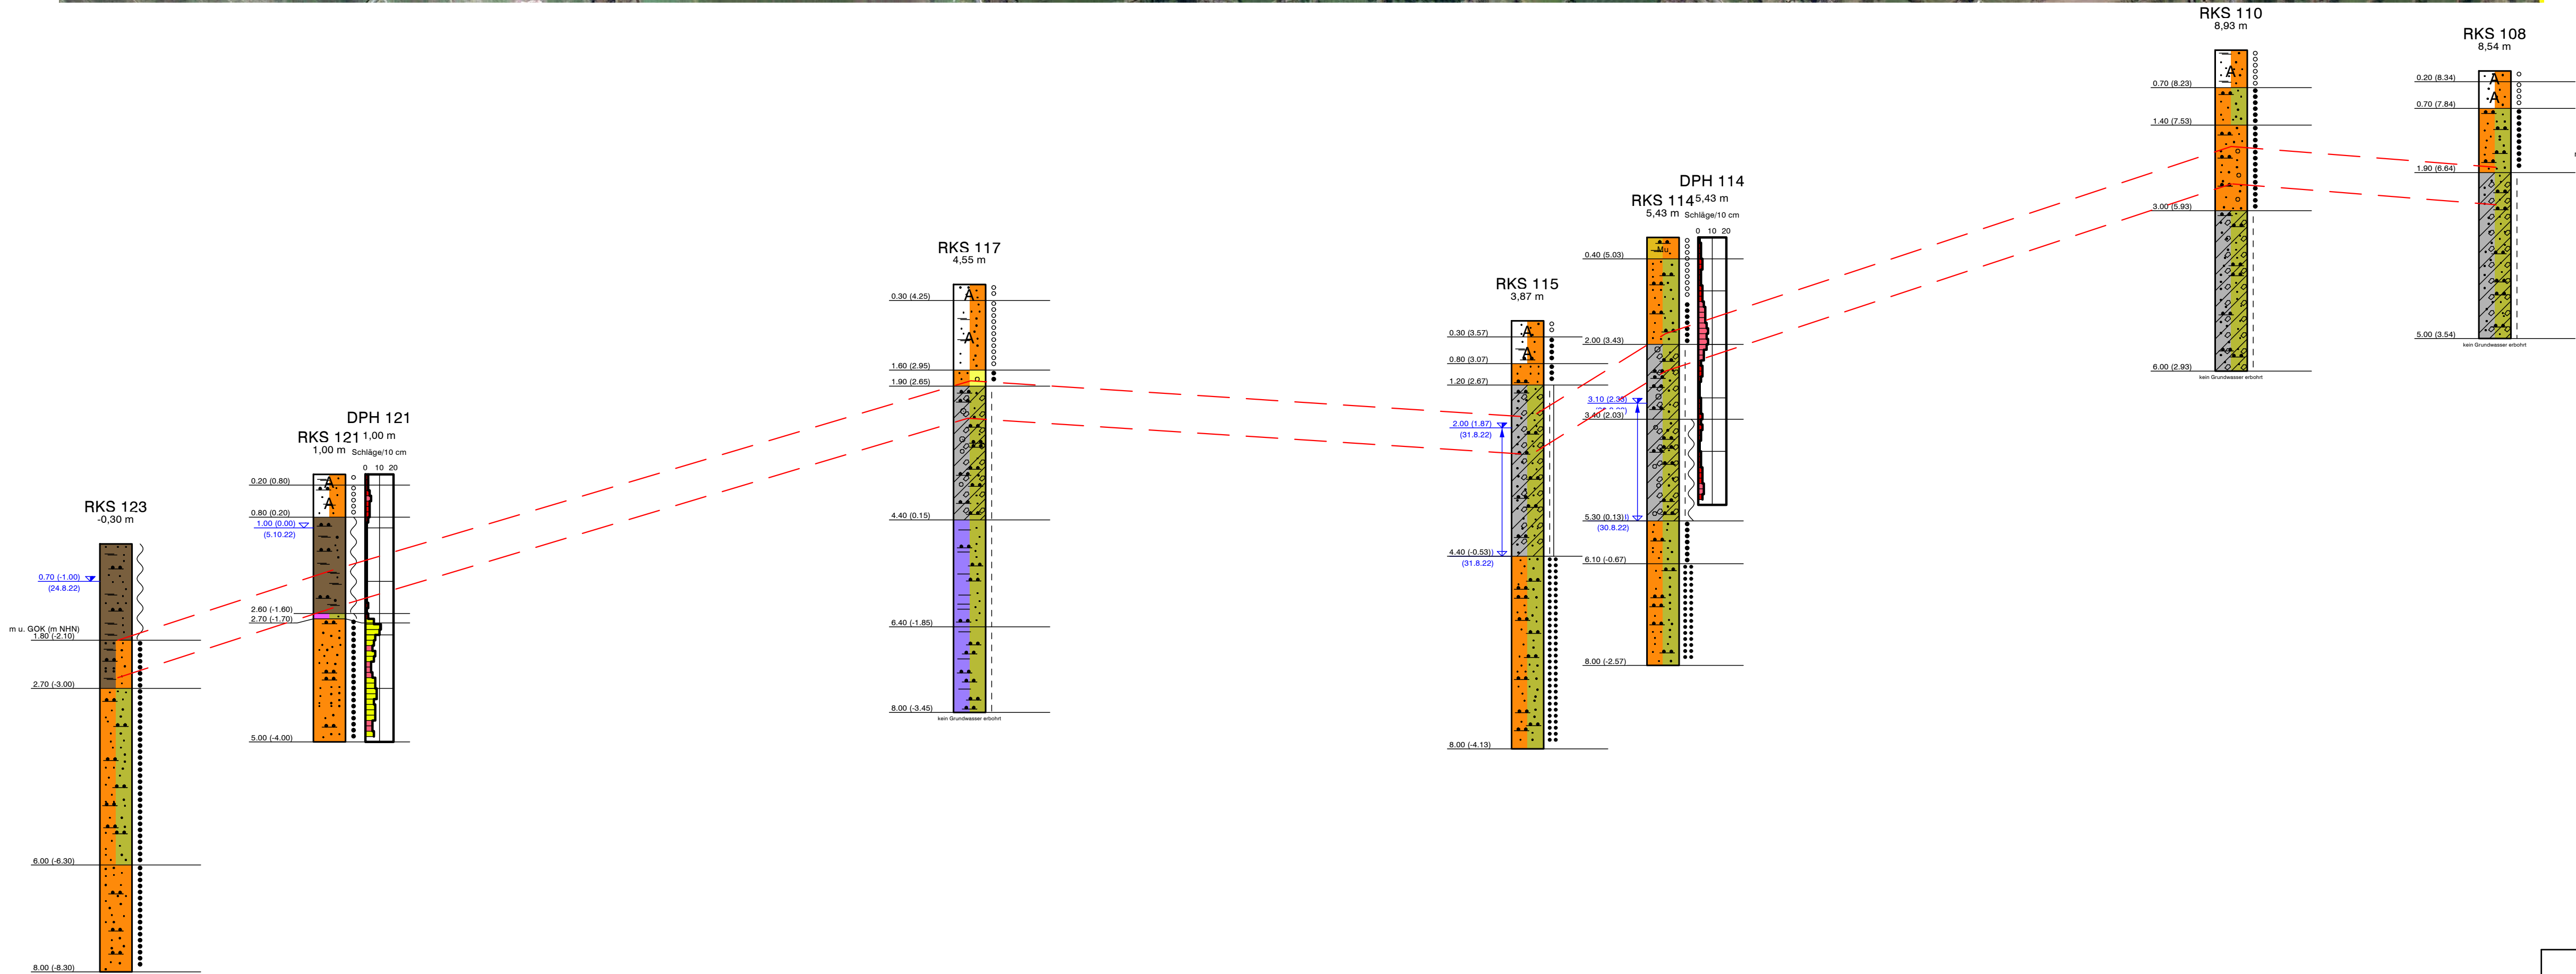 RKS 110
8,93 m
A
0.70 (8.23)
1.40 (7.53)
3.00 (5.93)
6.00 (2.93)
kein Grundwasser erbohrt
RKS 108
8,54 m
0.20 (8.34)
A
A
0.70 (7.84)
1.90 (6.64)
5.00 (3.54)
kein Grundwasser erbohrt
DPH 114
5,43 m
Schläge/10 cm
0 10 20
RKS 114
5,43 m
Mu
0.40 (5.03)
2.00 (3.43)
3.10 (2.33)
3.40 (2.03)
5.30 (0.13)
(30.8.22)
6.10 (-0.67)
8.00 (-2.57)
RKS 115
3,87 m
0.30 (3.57)
A
A
0.80 (3.07)
1.20 (2.67)
2.00 (1.87)
(31.8.22)
4.40 (-0.53)
(31.8.22)
8.00 (-4.13)
RKS 117
4,55 m
0.30 (4.25)
A
A
1.60 (2.95)
1.90 (2.65)
4.40 (0.15)
6.40 (-1.85)
8.00 (-3.45)
kein Grundwasser erbohrt
DPH 121
1,00 m
Schläge/10 cm
0 10 20
RKS 121
1,00 m
0.20 (0.80)
A
A
0.80 (0.20)
1.00 (0.00)
(5.10.22)
2.60 (-1.60)
2.70 (-1.70)
5.00 (-4.00)
RKS 123
-0,30 m
0.70 (-1.00)
(24.8.22)
m u. GOK (m NHN)
1.80 (-2.10)
2.70 (-3.00)
6.00 (-6.30)
8.00 (-8.30)